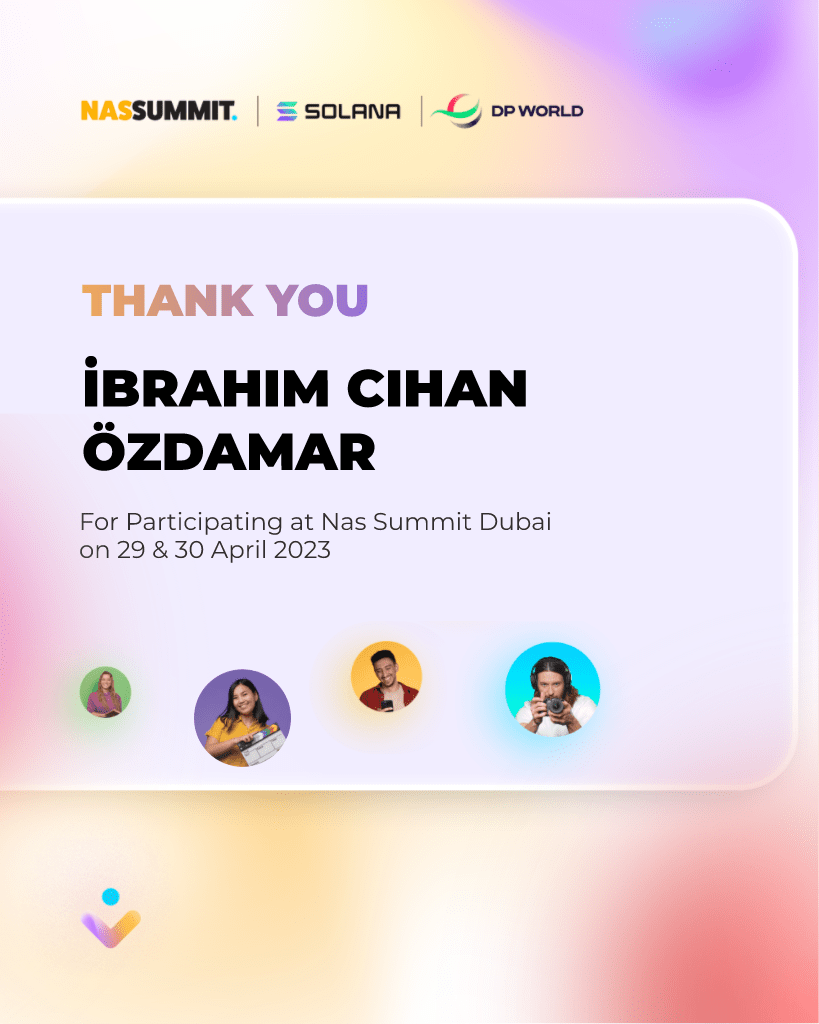 NASSUMMIT. | SOLANA | DP WORLD
THANK YOU
İBRAHIM CIHAN
ÖZDAMAR
For Participating at Nas Summit Dubai
on 29 & 30 April 2023